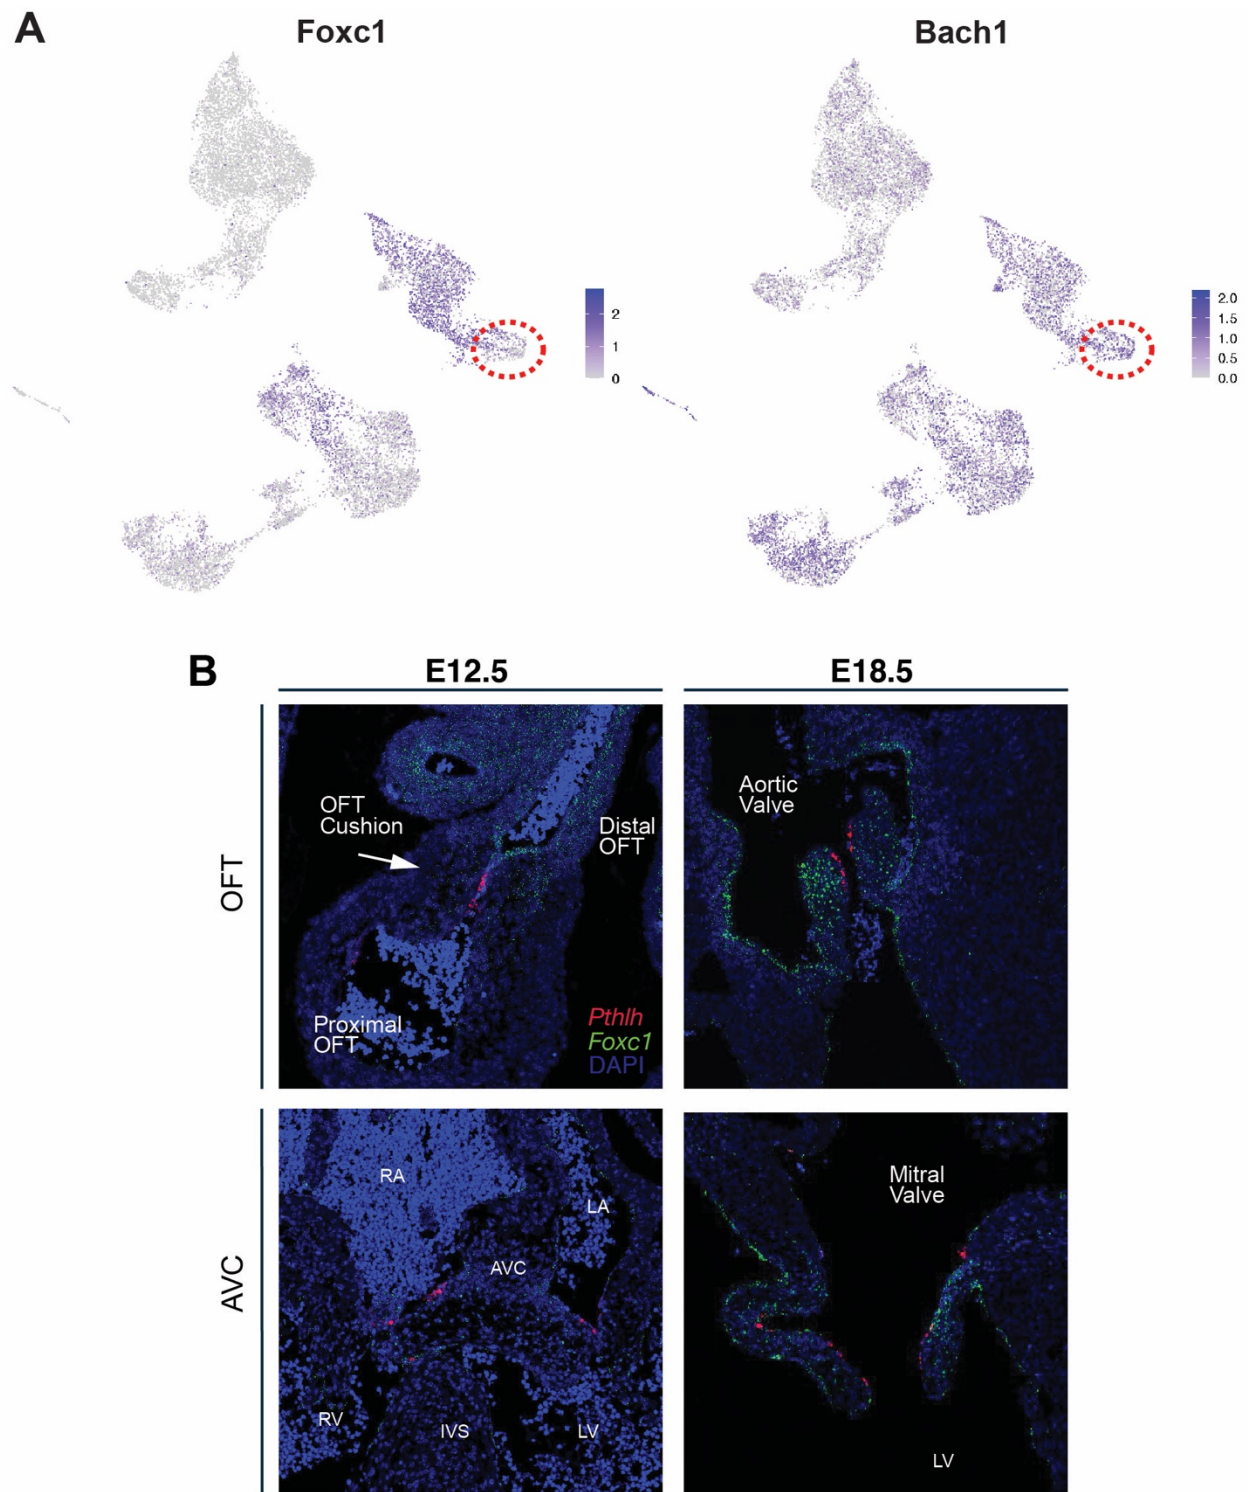 A
Foxc1
Bach1
2
1
0
2.0
1.5
1.0
0.5
0.0
B
E12.5
E18.5
OFT
OFT
Cushion
Distal
OFT
Proximal
OFT
Pthlh
Foxc1
DAPI
Aortic
Valve
AVC
RA
LA
AVC
RV
IVS
LV
Mitral
Valve
LV